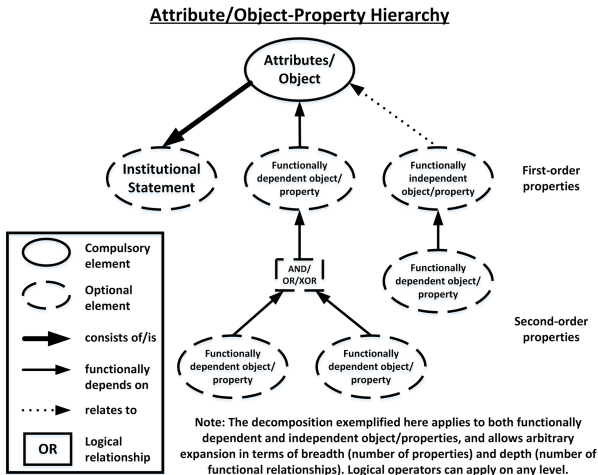 Attribute/Object-Property Hierarchy
Attributes/
Object
Institutional
Statement
Functionally
dependent object/
property
Functionally
independent
object/property
First-order
properties
AND/
OR/XOR
Functionally
dependent object/
property
Functionally
dependent object/
property
Functionally
dependent object/
property
Second-order
properties
Compulsory
element
Optional
element
consists of/is
functionally
depends on
relates to
OR
Logical
relationship
Note: The decomposition exemplified here applies to both functionally
dependent and independent object/properties, and allows arbitrary
expansion in terms of breadth (number of properties) and depth (number of
functional relationships). Logical operators can apply on any level.